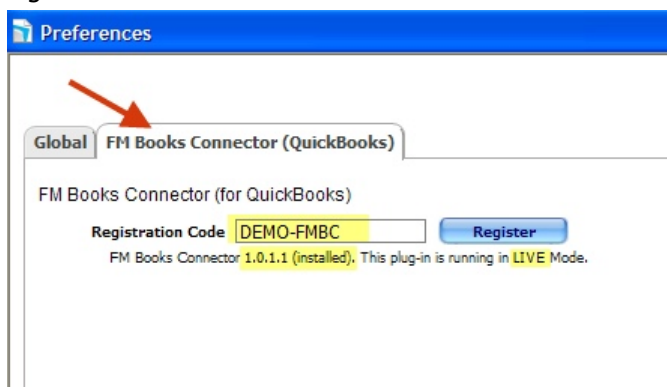 Preferences
Global FM Books Connector (QuickBooks)
FM Books Connector (for QuickBooks)
Registration Code DEMO-FMBC Register
FM Books Connector 1.0.1.1 (installed). This plug-in is running in LIVE Mode.